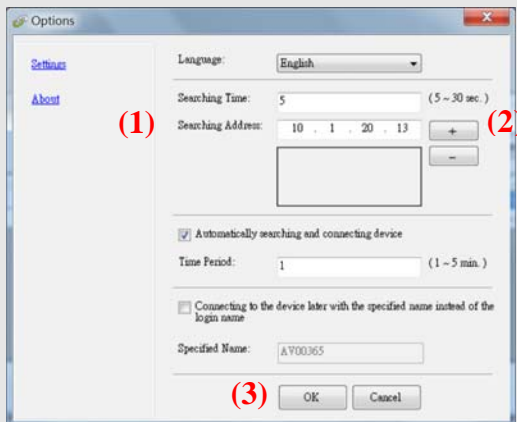 Options
Settings
About
Language:
English
Searching Time:
5
(5 ~ 30 sec.)
(1)
Searching Address:
10 . 1 . 20 . 13
+
(2)
-
Automatically searching and connecting device
Time Period:
1
(1 ~ 5 min.)
Connecting to the device later with the specified name instead of the
login name
Specified Name:
AV00365
(3)
OK
Cancel